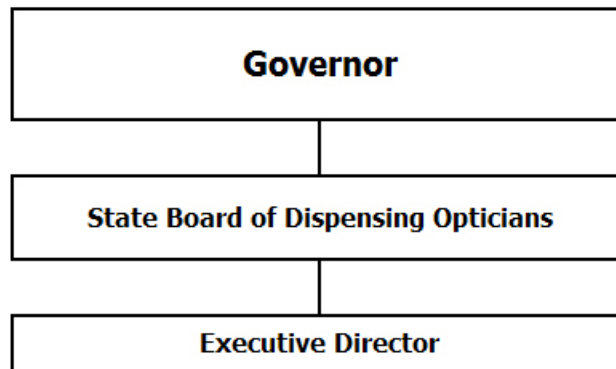 Governor
State Board of Dispensing Opticians
Executive Director